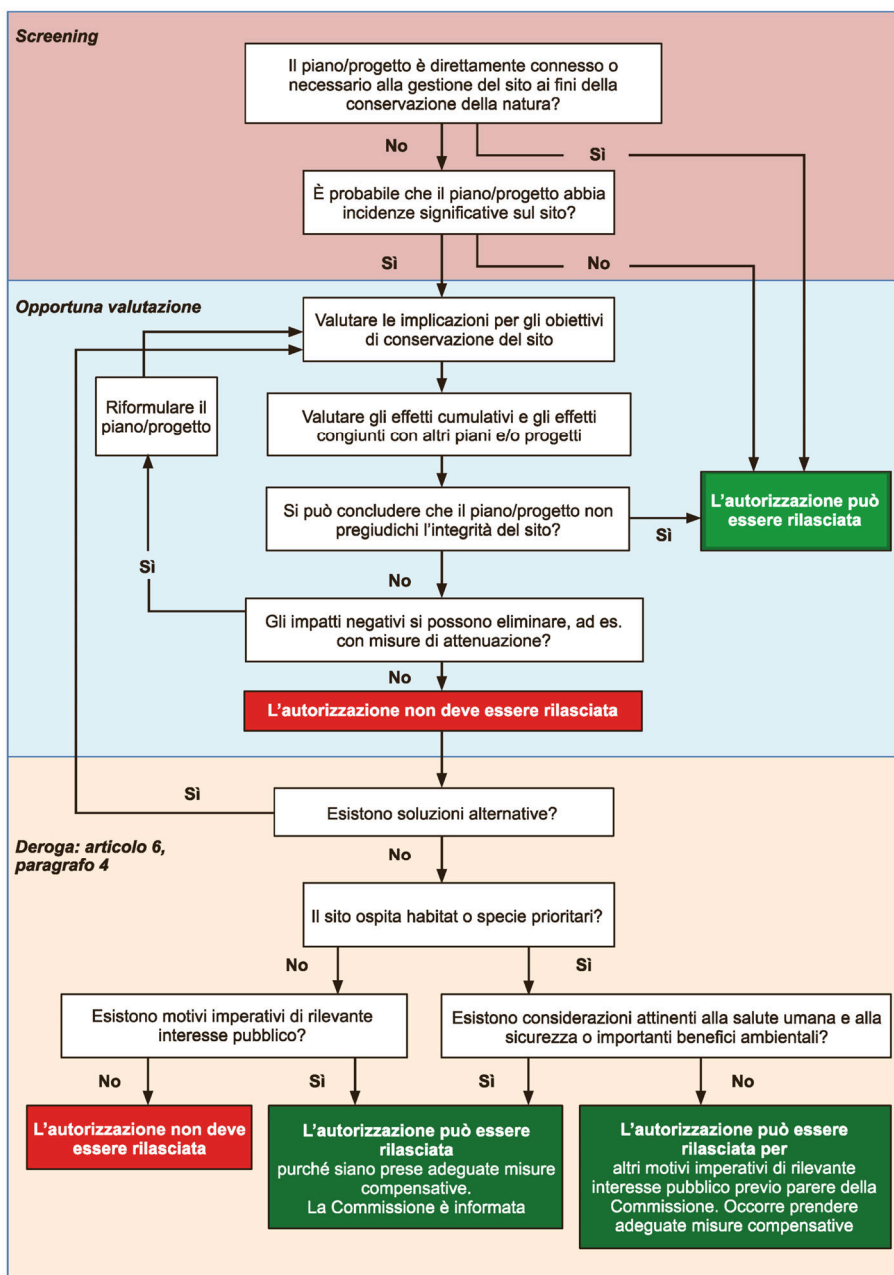 Screening
Il piano/progetto è direttamente connesso o
necessario alla gestione del sito ai fini della
conservazione della natura?
No
Sì
È probabile che il piano/progetto abbia
incidenze significative sul sito?
Sì
No
Opportuna valutazione
Valutare le implicazioni per gli obiettivi
di conservazione del sito
Riformulare il
piano/progetto
Valutare gli effetti cumulativi e gli effetti
congiunti con altri piani e/o progetti
Si può concludere che il piano/progetto non
pregiudichi l'integrità del sito?
Sì
L'autorizzazione può
essere rilasciata
Sì
No
Gli impatti negativi si possono eliminare, ad es.
con misure di attenuazione?
No
L'autorizzazione non deve essere rilasciata
Sì
Esistono soluzioni alternative?
Deroga: articolo 6,
paragrafo 4
No
Il sito ospita habitat o specie prioritari?
No
Sì
Esistono motivi imperativi di rilevante
interesse pubblico?
Esistono considerazioni attinenti alla salute umana e alla
sicurezza o importanti benefici ambientali?
No
Sì
Sì
No
L'autorizzazione non deve
essere rilasciata
L'autorizzazione può essere
rilasciata
purché siano prese adeguate misure
compensative.
La Commissione è informata
L'autorizzazione può essere
rilasciata per
altri motivi imperativi di rilevante
interesse pubblico previo parere della
Commissione. Occorre prendere
adeguate misure compensative